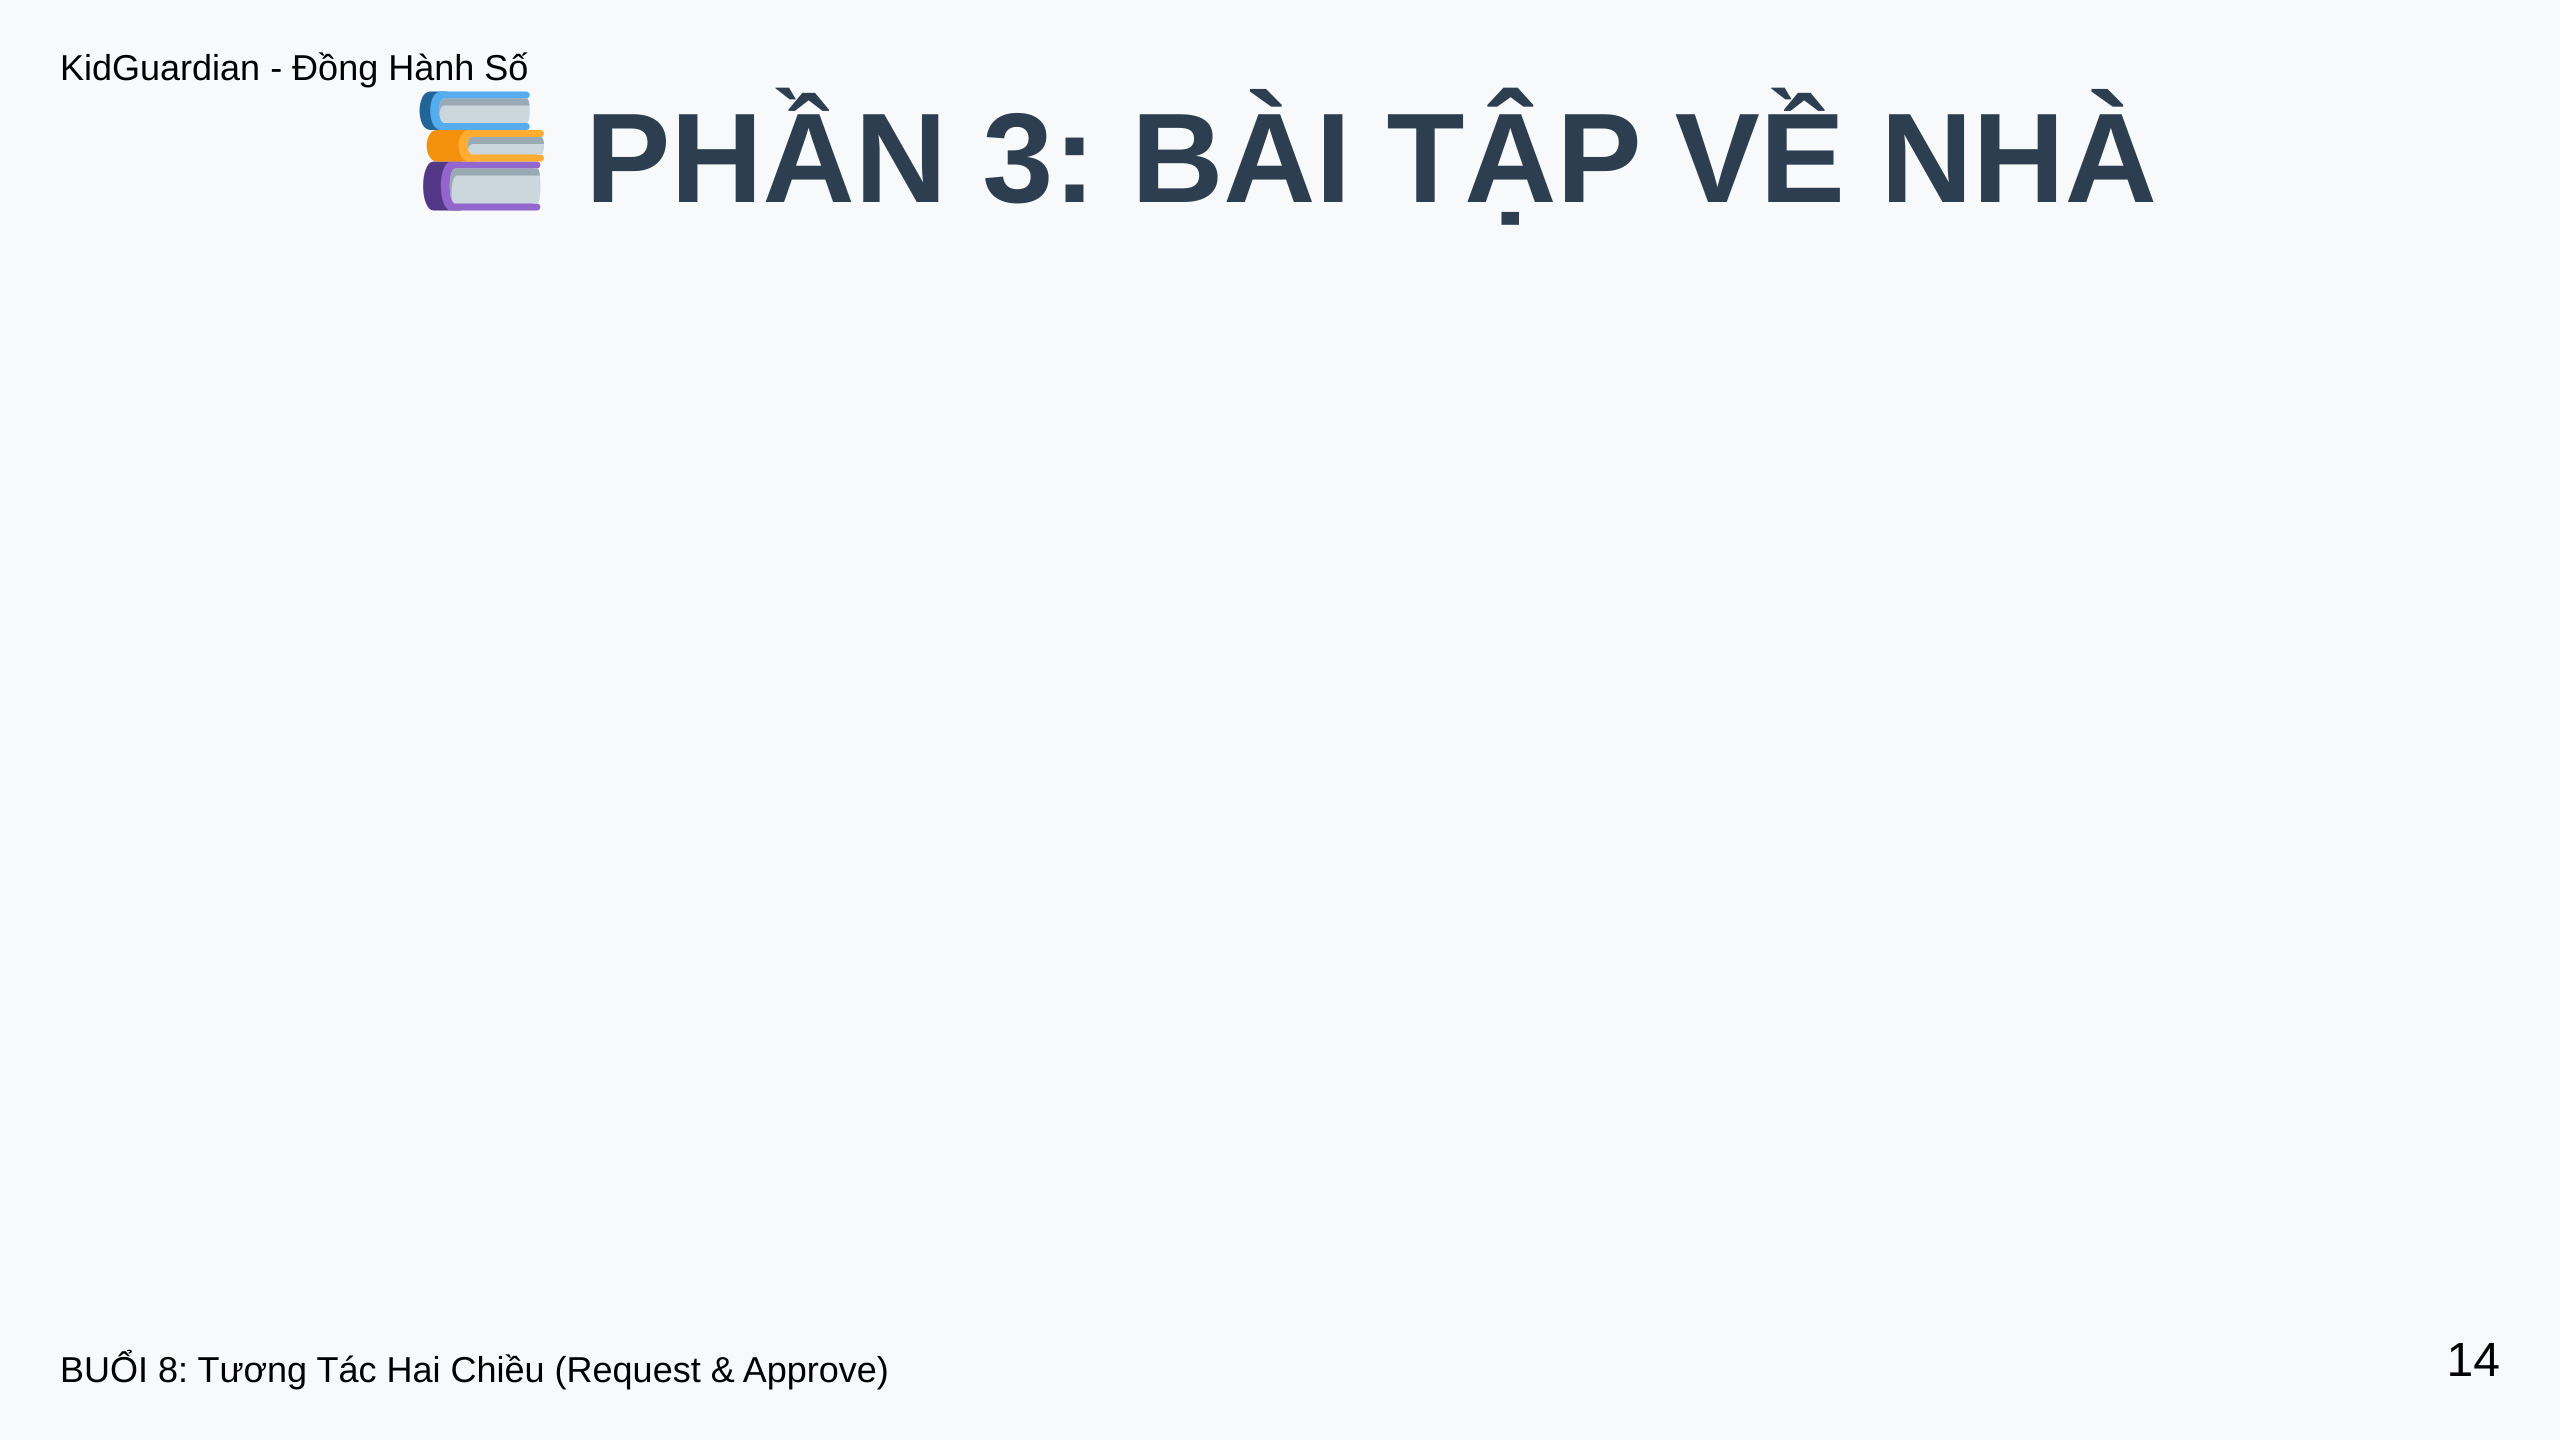 KidGuardian - Đồng Hành Số
📚 PHẦN 3: BÀI TẬP VỀ NHÀ
BUỔI 8: Tương Tác Hai Chiều (Request & Approve)
14